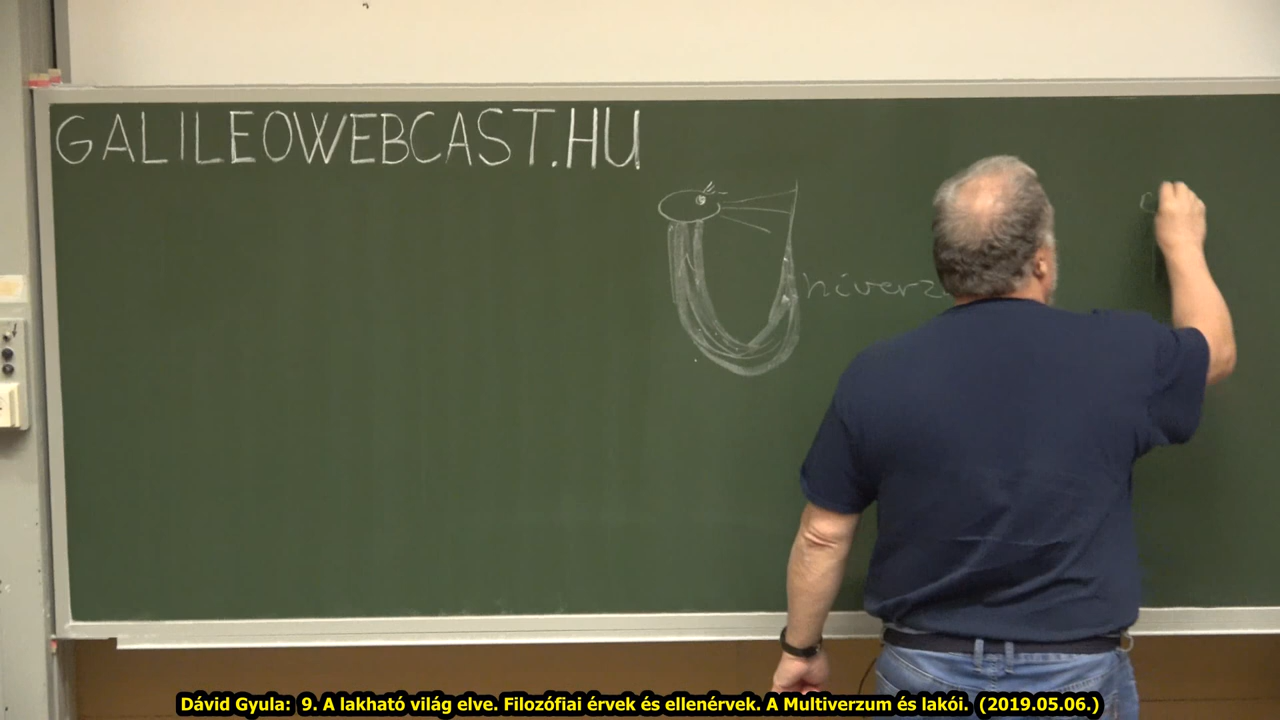 GALILEOWEBCAST.HU
Univerz
Dávid Gyula: 9. A lakható világ elve. Filozófiai érvek és ellenérvek. A Multiverzum és lakói. (2019.05.06.)